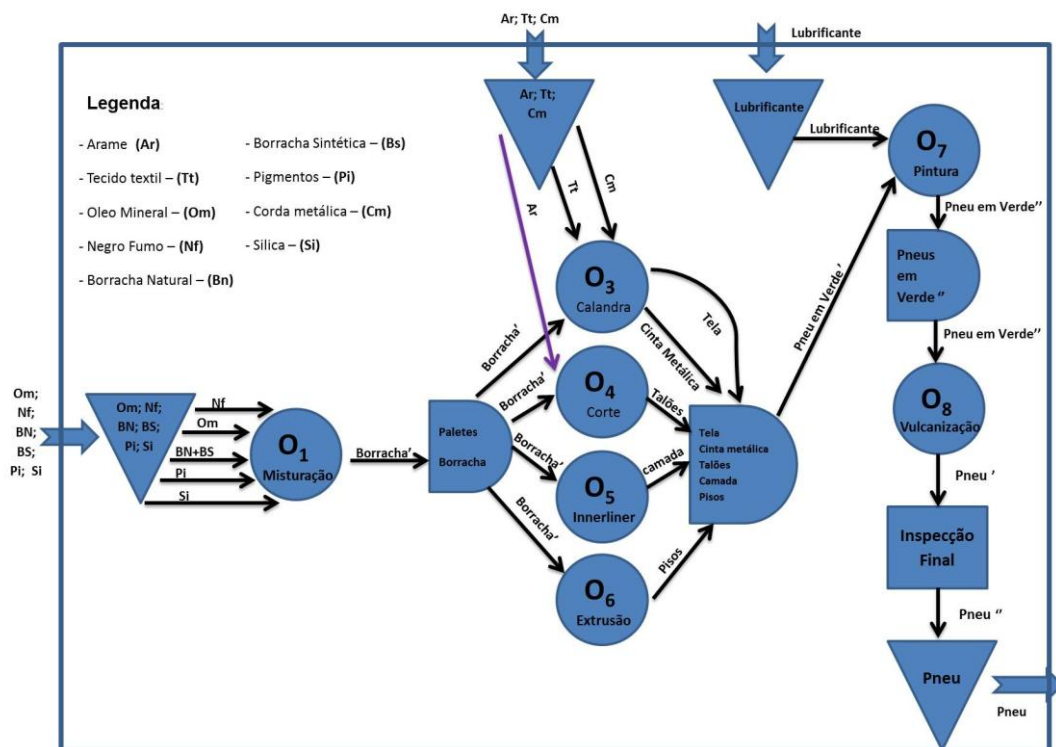 Ar; Tt; Cm
Lubrificante
Legenda:
- Arame (Ar)
- Tecido textil – (Tt)
- Oleo Mineral – (Om)
- Negro Fumo – (Nf)
- Borracha Natural – (Bn)
- Borracha Sintética – (Bs)
- Pigmentos – (Pi)
- Corda metálica – (Cm)
- Silica – (Si)
Ar; Tt;
Cm
Ar
Tt
Cm
Lubrificante
Lubrificante
O7
Pintura
Pneu em Verde’’
Pneus
em
Verde ‘’
Pneu em Verde’’
O8
Vulcanização
Pneu ’
Inspecção
Final
Pneu ‘’
Pneu
Pneu
Om;
Nf;
BN;
BS;
Pi; Si
Om; Nf;
BN; BS;
Pi; Si
Nf
Om
BN+BS
Pi
Si
O1
Misturação
Borracha’
Paletes
Borracha
Borracha’
Borracha’
Borracha’
Borracha’
O3
Calandra
O4
Corte
O5
Innerliner
O6
Extrusão
Tela
Cinta Metálica
Talões
camada
Pisos
Tela
Cinta metálica
Talões
Camada
Pisos
Pneu em Verde ’